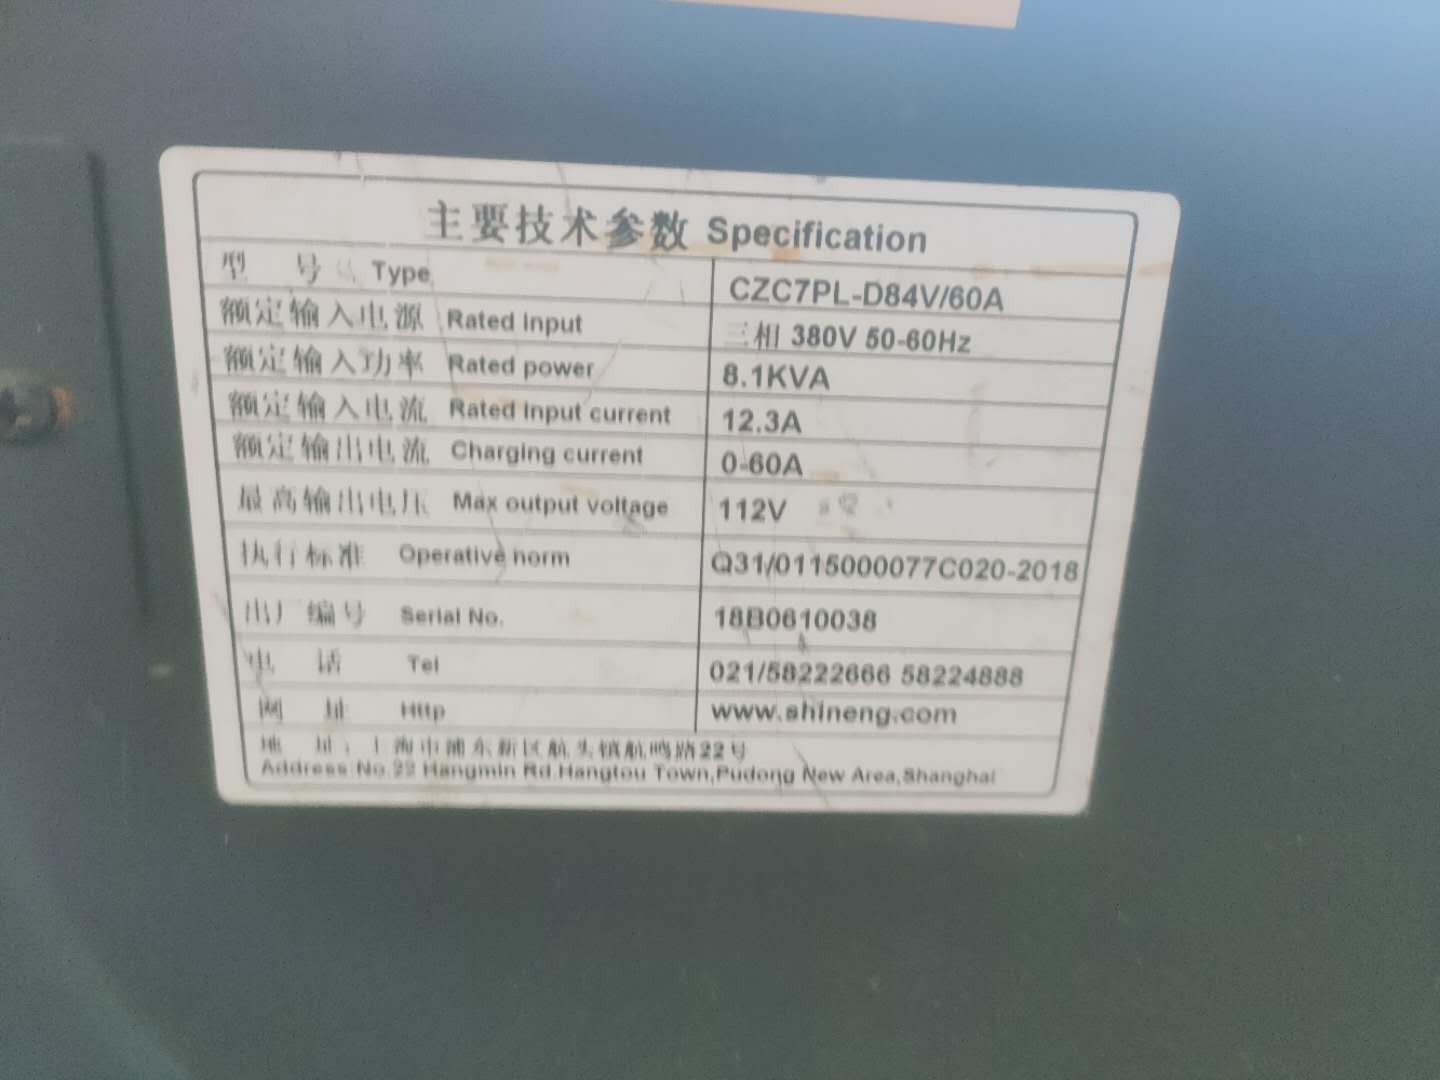 主要技术参数 Specification
型 号 Type CZC7PL-D84V/60A
额定输入电源 Rated input 三相 380V 50-60Hz
额定输入功率 Rated power 8.1KVA
额定输入电流 Rated input current 12.3A
额定输出电流 Charging current 0-60A
最高输出电压 Max output voltage 112V
执行标准 Operative norm Q31/0115000077C020-2018
出厂编号 Serial No. 18B0610038
电 话 Tel 021/58222666 58224888
网 址 Http www.shineng.com
地 址：上海市浦东新区航头镇航鸣路22号
Address:No.22 Hangmin Rd.Hangtou Town,Pudong New Area,Shanghai